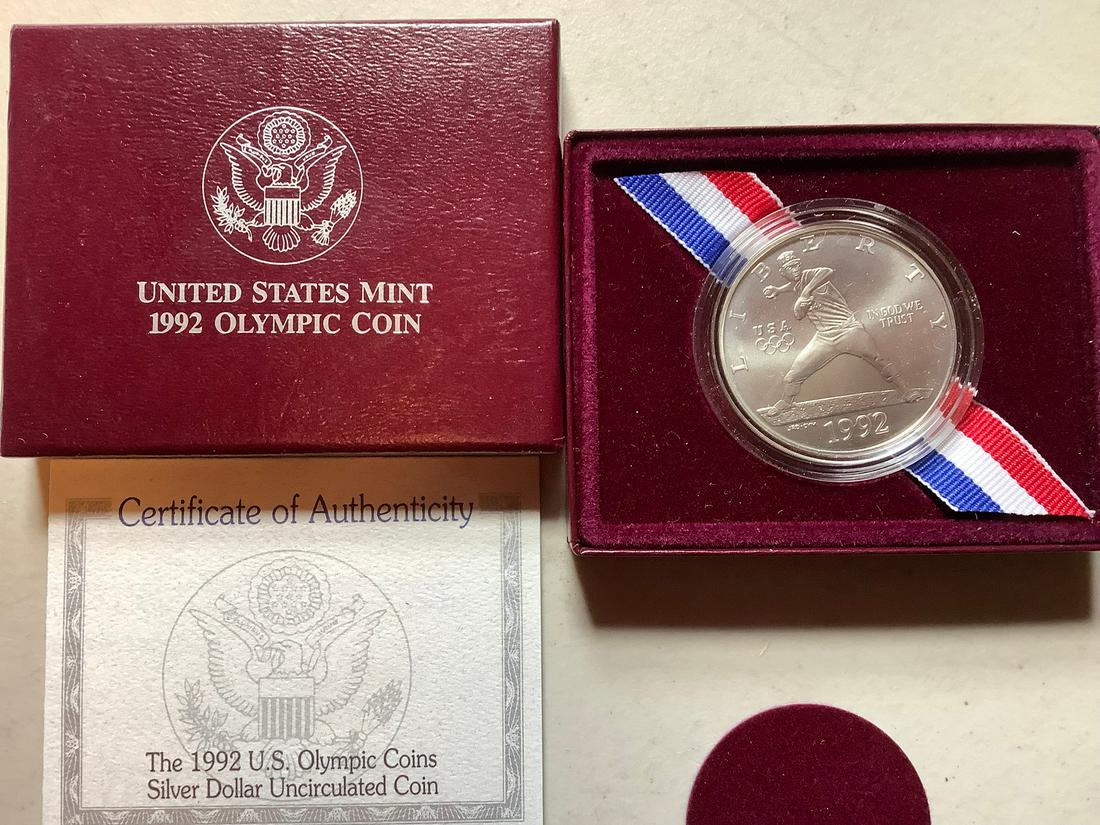 UNITED STATES MINT
1992 OLYMPIC COIN
LIBERTY
USA
IN GOD WE
TRUST
1992
Certificate of Authenticity
The 1992 U.S. Olympic Coins
Silver Dollar Uncirculated Coin